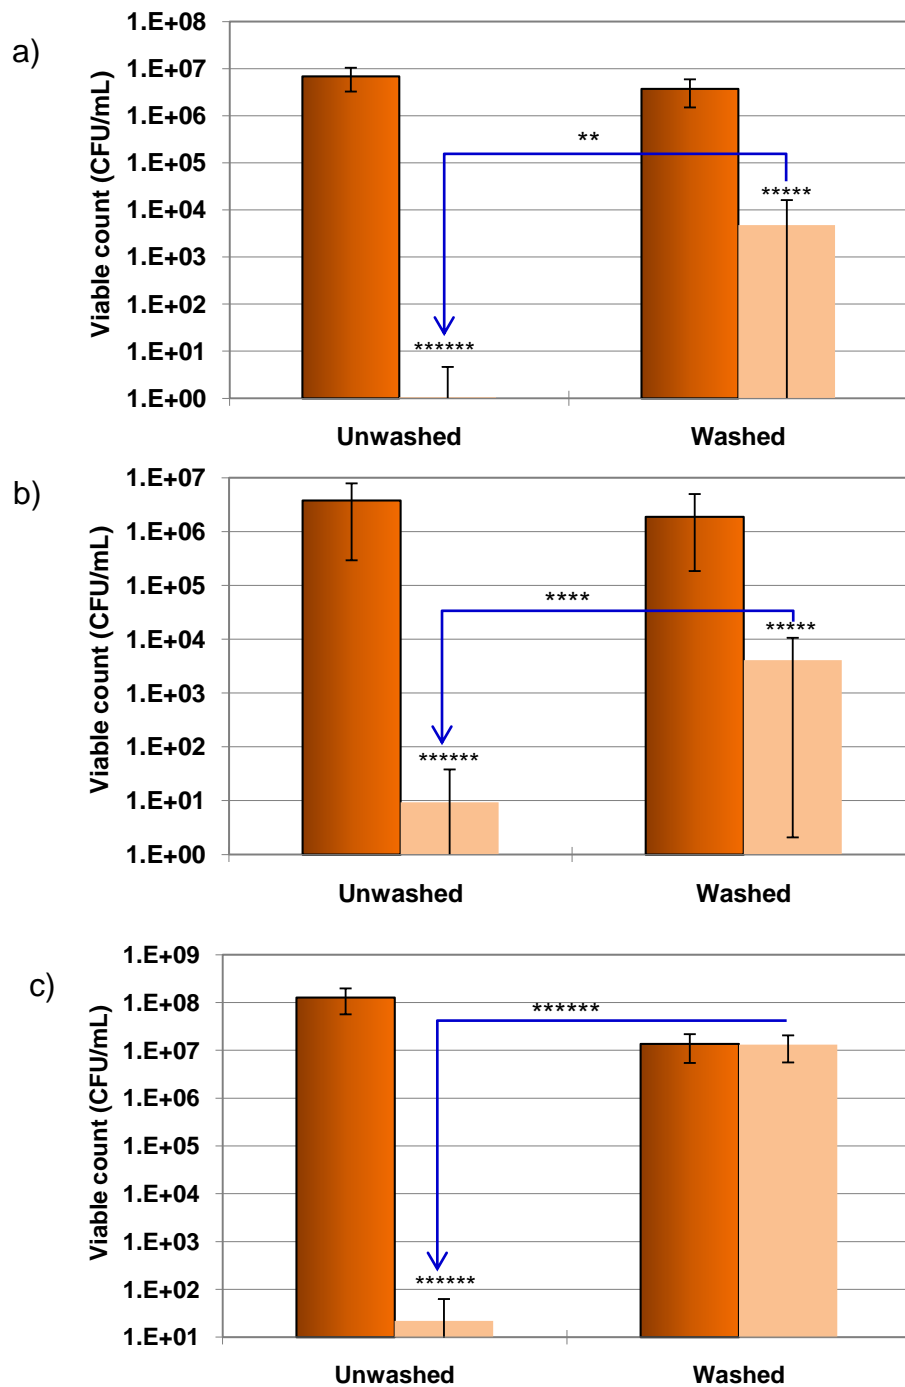 a)
Viable count (CFU/mL)
1.E+08
1.E+07
1.E+06
1.E+05
1.E+04
1.E+03
1.E+02
1.E+01
1.E+00
**
*****
******
Unwashed Washed
b)
Viable count (CFU/mL)
1.E+07
1.E+06
1.E+05
1.E+04
1.E+03
1.E+02
1.E+01
1.E+00
****
*****
******
Unwashed Washed
c)
Viable count (CFU/mL)
1.E+09
1.E+08
1.E+07
1.E+06
1.E+05
1.E+04
1.E+03
1.E+02
1.E+01
******
******
Unwashed Washed